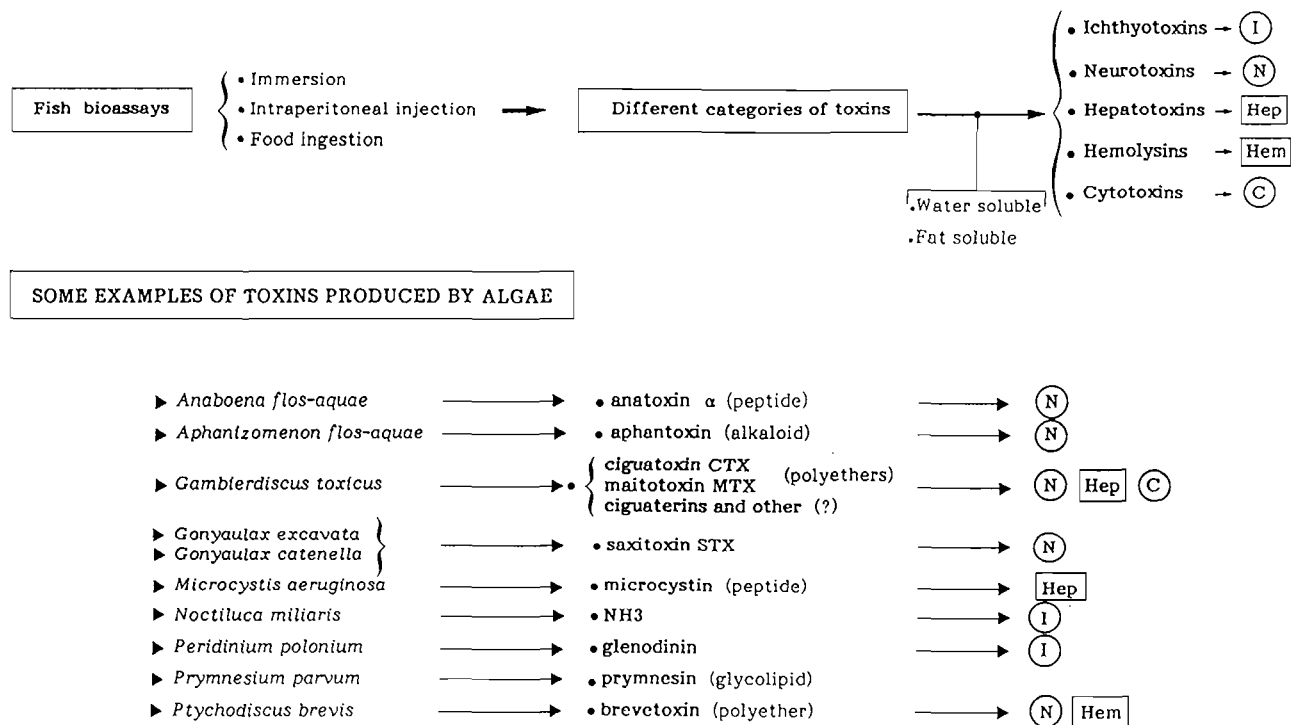 Fish bioassays
• Immersion
• Intraperitoneal injection
• Food ingestion
Different categories of toxins
.Water soluble
.Fat soluble
• Ichthyotoxins → I
• Neurotoxins → N
• Hepatotoxins → Hep
• Hemolysins → Hem
• Cytotoxins → C
SOME EXAMPLES OF TOXINS PRODUCED BY ALGAE
▶ Anaboena flos-aquae → • anatoxin α (peptide) → N
▶ Aphanizomenon flos-aquae → • aphantoxin (alkaloid) → N
▶ Gambierdiscus toxicus → • ciguatoxin CTX
maitotoxin MTX (polyethers) → N Hep C
ciguaterins and other (?)
▶ Gonyaulax excavata
▶ Gonyaulax catenella → • saxitoxin STX → N
▶ Microcystis aeruginosa → • microcystin (peptide) → Hep
▶ Noctiluca miliaris → • NH3 → I
▶ Peridinium polonium → • glenodinin → I
▶ Prymnesium parvum → • prymnesin (glycolipid)
▶ Ptychodiscus brevis → • brevetoxin (polyether) → N Hem